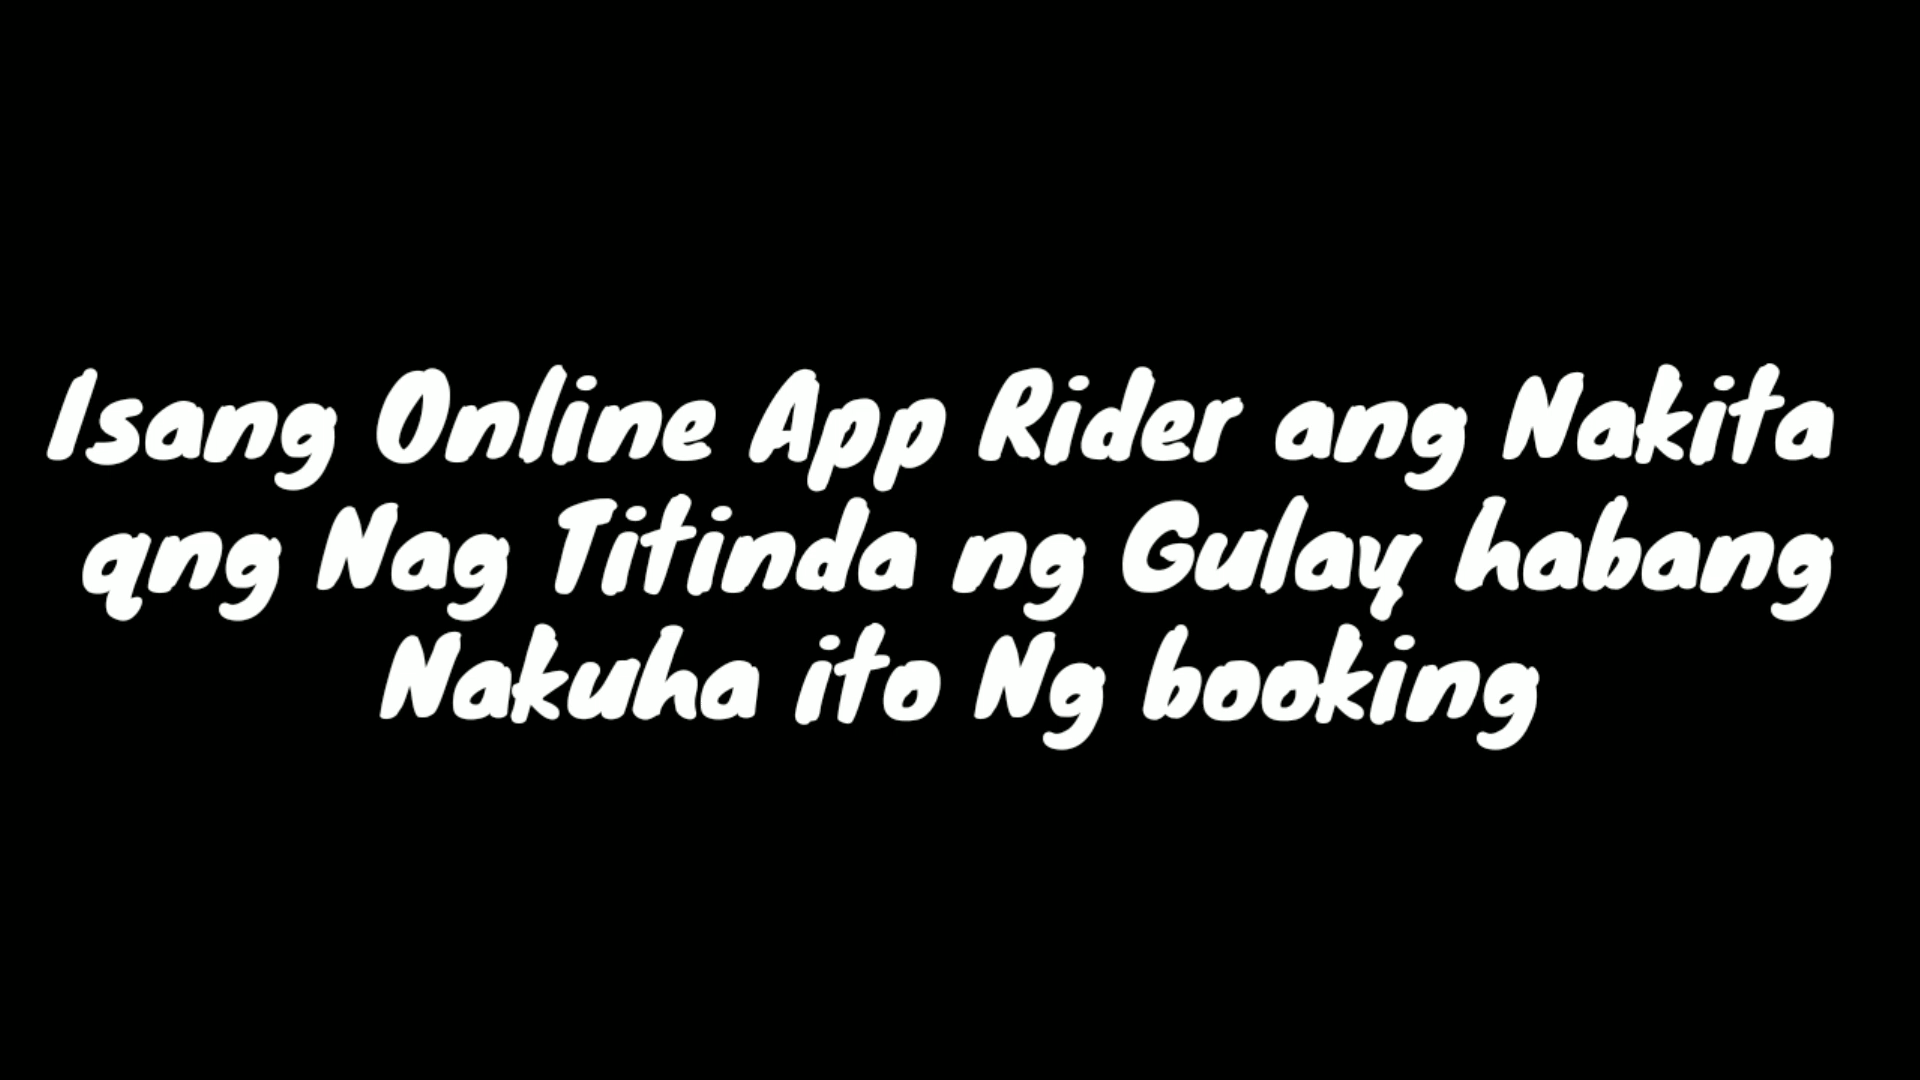 Isang Online App Rider ang Nakita
qng Nag Titinda ng Gulay habang
Nakuha ito Ng booking